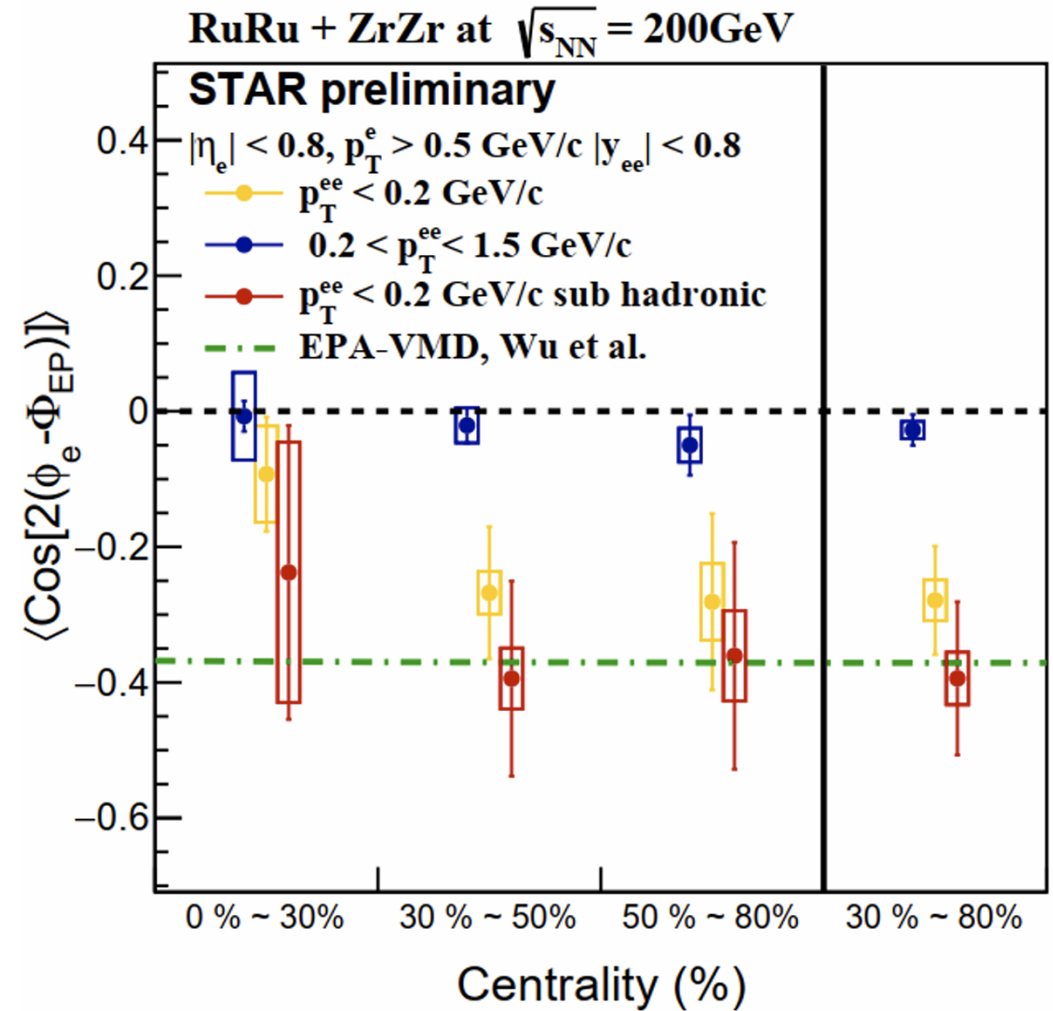 RuRu + ZrZr at √sNN = 200GeV
STAR preliminary
|ηe| < 0.8, pTe > 0.5 GeV/c |yee| < 0.8
pTee < 0.2 GeV/c
0.2 < pTee < 1.5 GeV/c
pTee < 0.2 GeV/c sub hadronic
EPA-VMD, Wu et al.
0.4
0.2
0
−0.2
−0.4
−0.6
⟨Cos[2(ϕe-ΦEP)]⟩
0 % ~ 30%
30 % ~ 50%
50 % ~ 80%
30 % ~ 80%
Centrality (%)